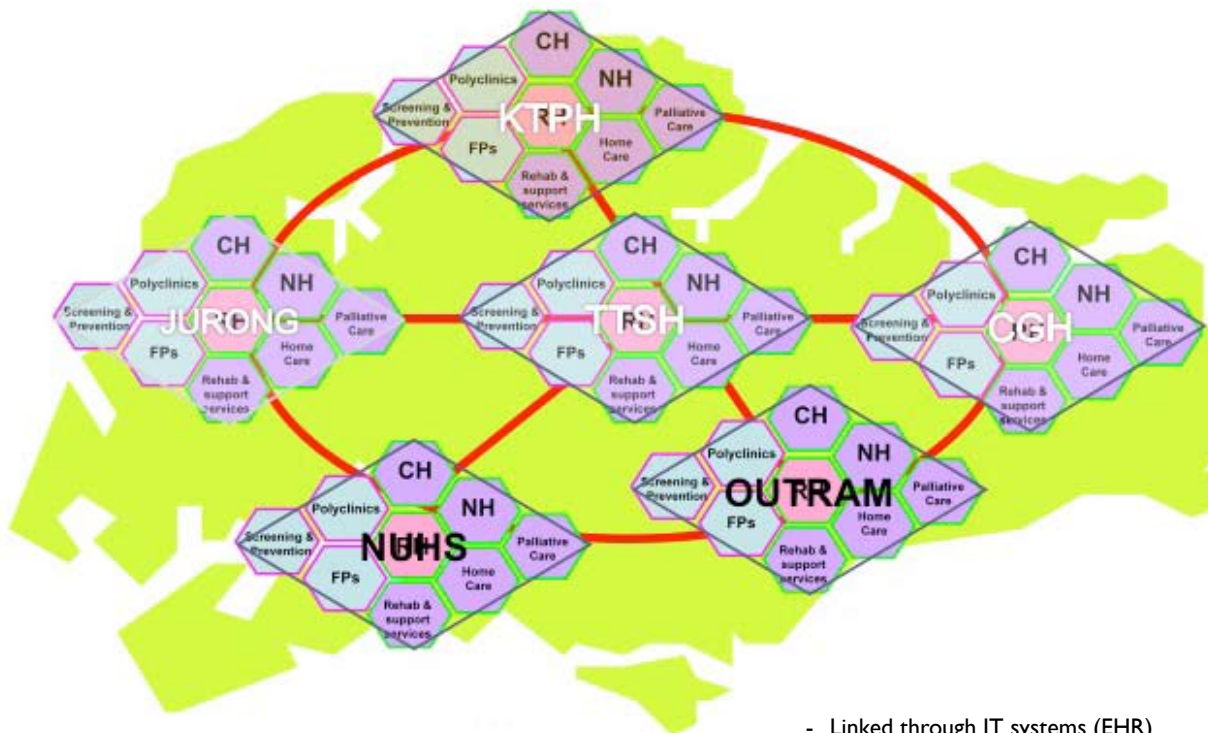 CH
Polyclinics
NH
Screening &
Prevention
KTPH
Palliative
Care
FPs
Home
Care
Rehab &
support
services
CH
Polyclinics
NH
Screening &
Prevention
JURONG
Palliative
Care
FPs
Home
Care
Rehab &
support
services
CH
Polyclinics
NH
Screening &
Prevention
TTSH
Palliative
Care
FPs
Home
Care
Rehab &
support
services
CH
Polyclinics
NH
Screening &
Prevention
CGH
Palliative
Care
FPs
Home
Care
Rehab &
support
services
CH
Polyclinics
NH
Screening &
Prevention
NUHS
Palliative
Care
FPs
Home
Care
Rehab &
support
services
CH
Polyclinics
NH
Screening &
Prevention
OUTRAM
Palliative
Care
FPs
Home
Care
Rehab &
support
services
- Linked through IT systems (EHR)